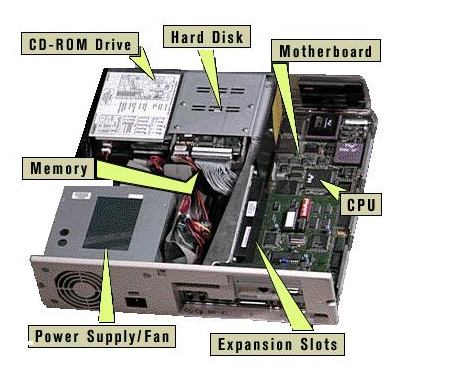 Hard Disk
CD-ROM Drive
Motherboard
Memory
CPU
Power Supply/Fan
Expansion Slots